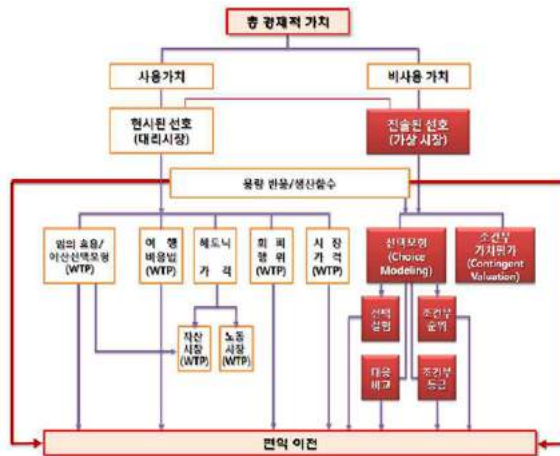 총 경제적 가치
사용가치
비사용 가치
현시된 선호
(대리시장)
진술된 선호
(가상 시장)
용량 반응/생산함수
임의 효용/
이산선택모형
(WTP)
여 행
비용법
(WTP)
헤도닉
가 격
회 피
행 위
(WTP)
시 장
가 격
(WTP)
선택모형
(Choice
Modeling)
조건부
가치평가
(Contingent
Valuation)
선택
실험
조건부
순위
자산
시장
(WTP)
노동
시장
(WTP)
대응
비교
조건부
등급
편익 이전